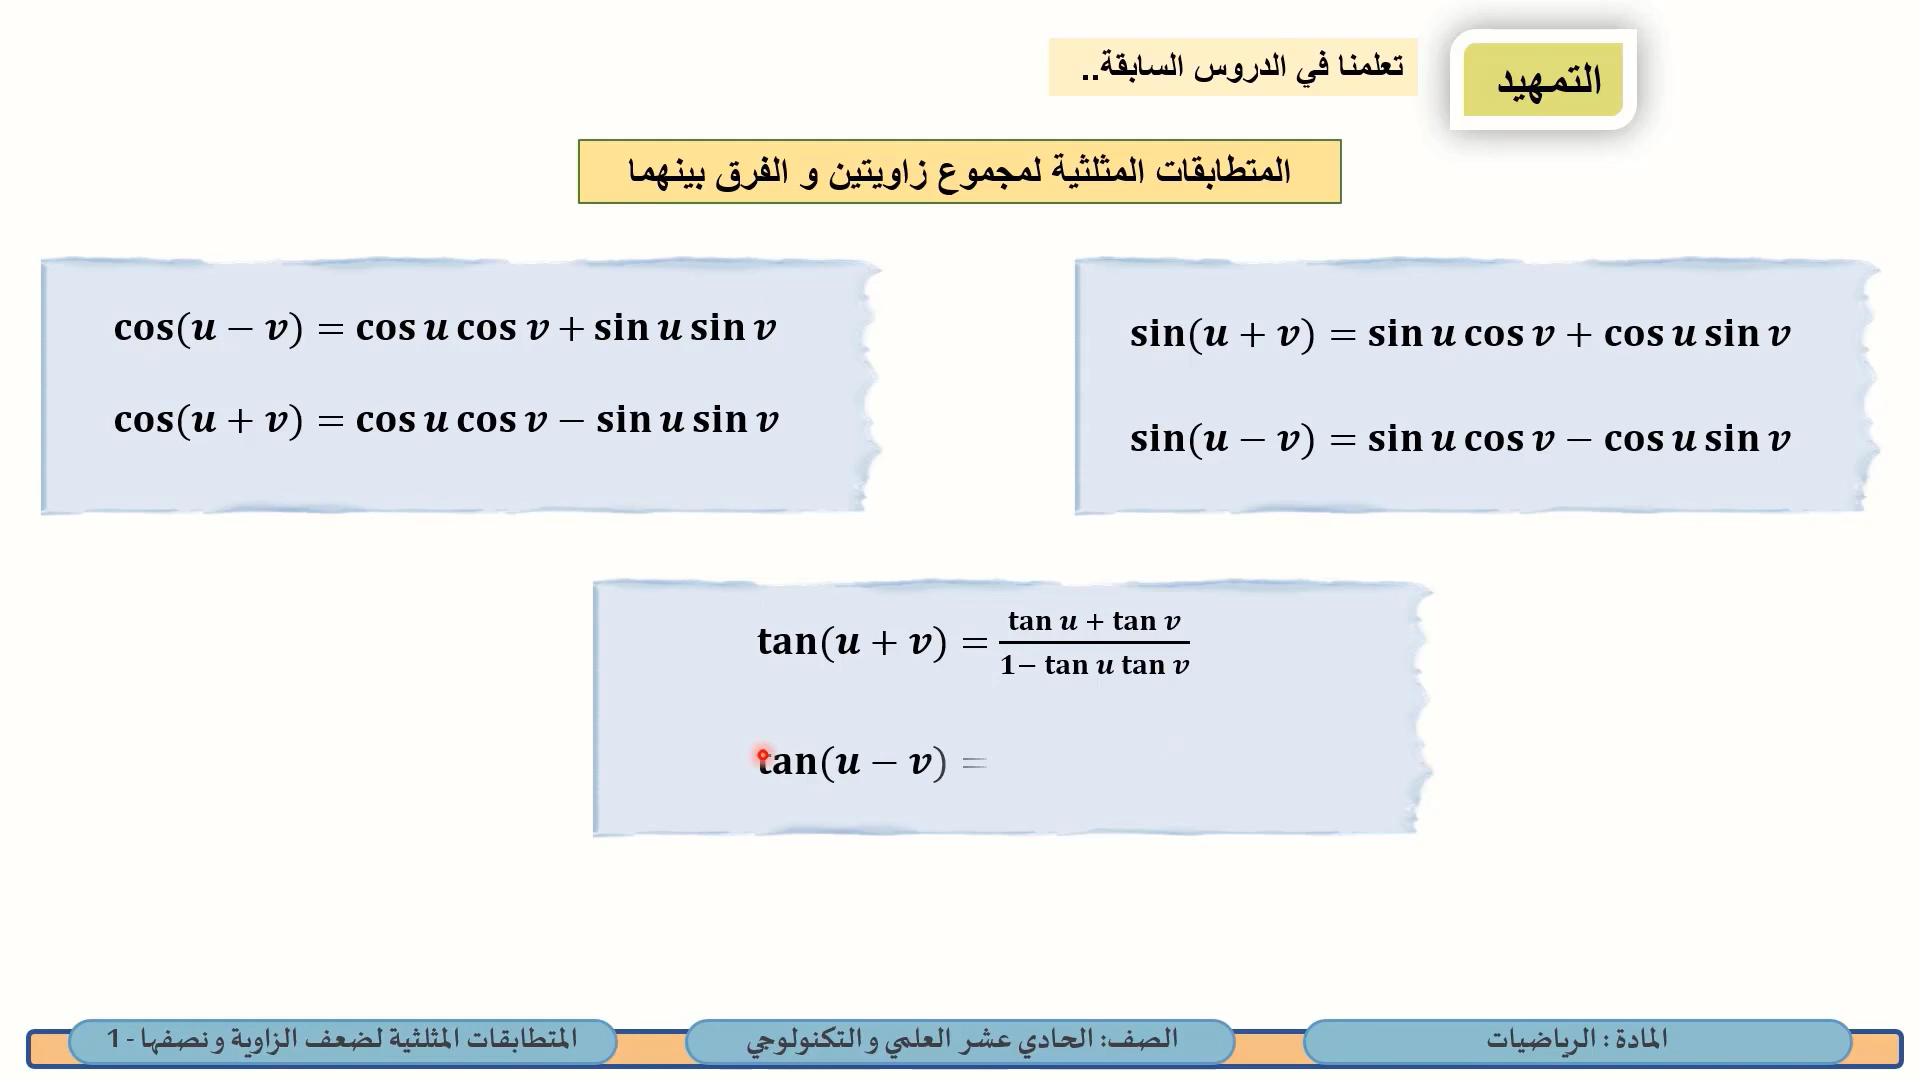 التمهيد
تعلمنا في الدروس السابقة..
المتطابقات المثلثية لمجموع زاويتين و الفرق بينهما
sin(u + v) = sin u cos v + cos u sin v
sin(u − v) = sin u cos v − cos u sin v
cos(u − v) = cos u cos v + sin u sin v
cos(u + v) = cos u cos v − sin u sin v
tan(u + v) = (tan u + tan v)/(1− tan u tan v)
tan(u − v) =
المادة : الرياضيات
الصف: الحادي عشر العلمي و التكنولوجي
المتطابقات المثلثية لضعف الزاوية و نصفها - 1